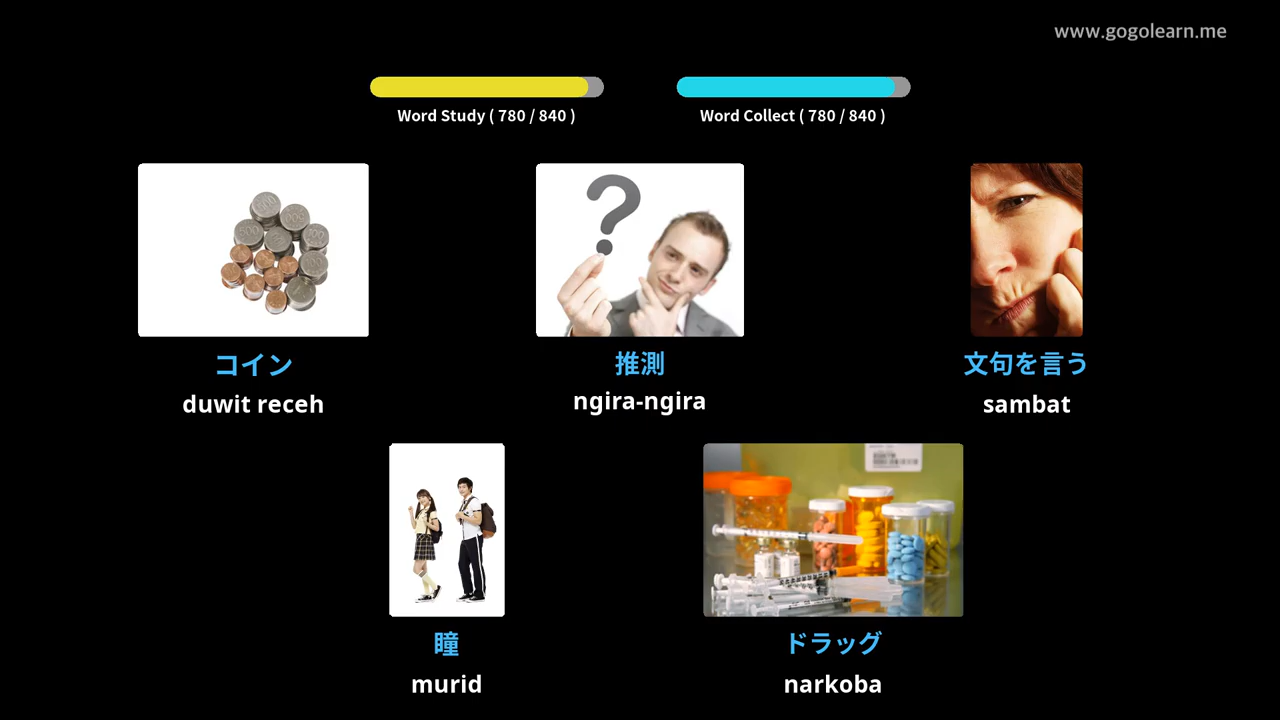 www.gogolearn.me
Word Study ( 780 / 840 )
Word Collect ( 780 / 840 )
コイン
duwit receh
推測
ngira-ngira
文句を言う
sambat
瞳
murid
ドラッグ
narkoba